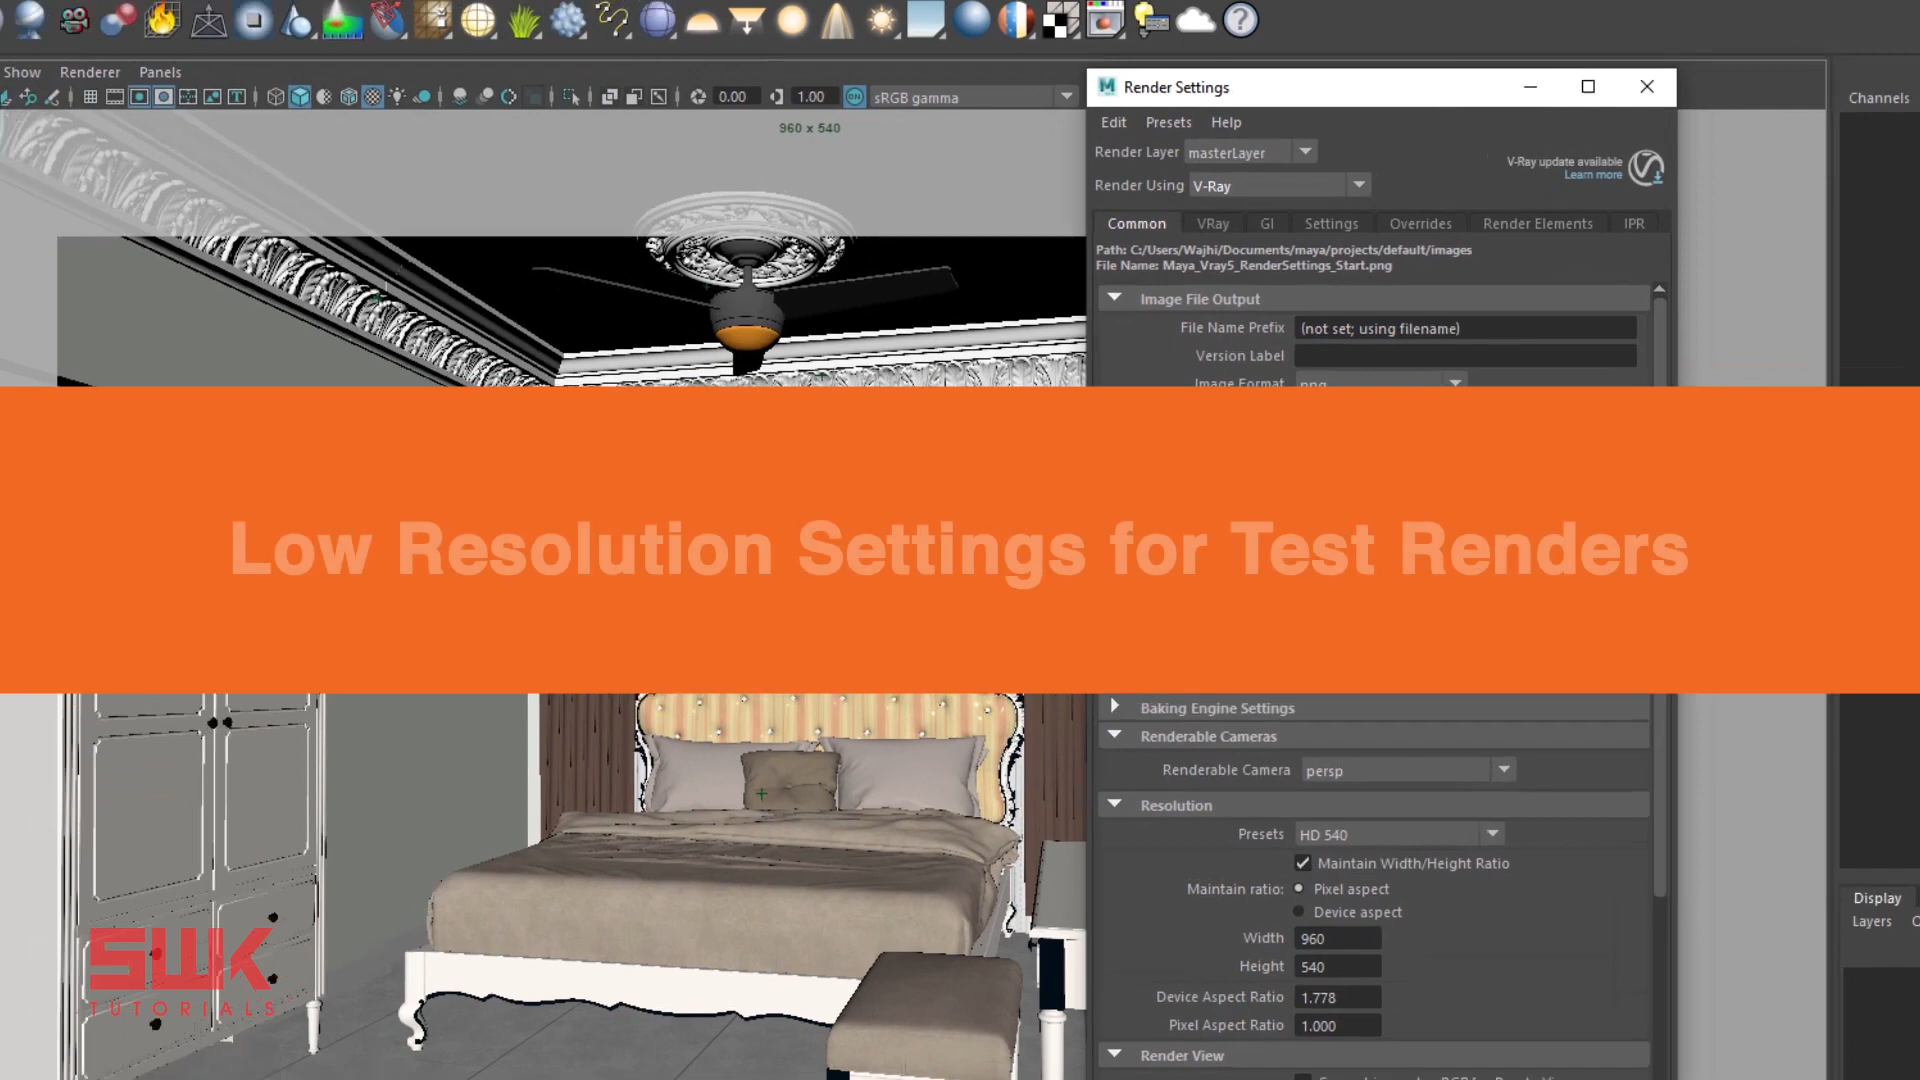 Show Renderer Panels
0.00 1.00 ON sRGB gamma
960 x 540
Render Settings
Edit Presets Help
Render Layer masterLayer
Render Using V-Ray
V-Ray update available
Learn more
Common VRay GI Settings Overrides Render Elements IPR
Path: C:/Users/Wajhi/Documents/maya/projects/default/images
File Name: Maya_Vray5_RenderSettings_Start.png
Image File Output
File Name Prefix (not set; using filename)
Version Label
Image Format png
Low Resolution Settings for Test Renders
Baking Engine Settings
Renderable Cameras
Renderable Camera persp
Resolution
Presets HD 540
Maintain Width/Height Ratio
Maintain ratio: Pixel aspect
Device aspect
Width 960
Height 540
Device Aspect Ratio 1.778
Pixel Aspect Ratio 1.000
Render View
Channels
Display
Layers
SWK
TUTORIALS